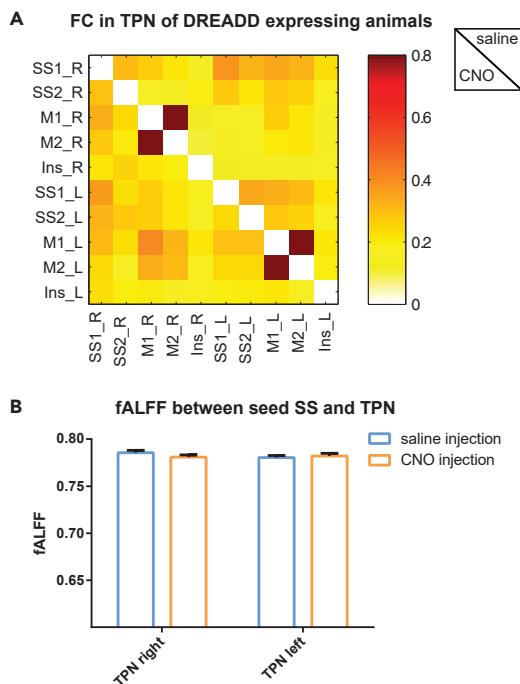 A
FC in TPN of DREADD expressing animals
saline
CNO
SS1_R
SS2_R
M1_R
M2_R
Ins_R
SS1_L
SS2_L
M1_L
M2_L
Ins_L
SS1_R
SS2_R
M1_R
M2_R
Ins_R
SS1_L
SS2_L
M1_L
M2_L
Ins_L
0.8
0.6
0.4
0.2
0
B
fALFF between seed SS and TPN
0.80
0.75
0.70
0.65
fALFF
TPN right
TPN left
saline injection
CNO injection